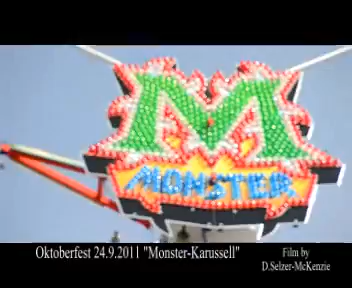 M
MONSTER
Oktoberfest 24.9.2011 "Monster-Karussell"
Film by
D.Selzer-McKenzie